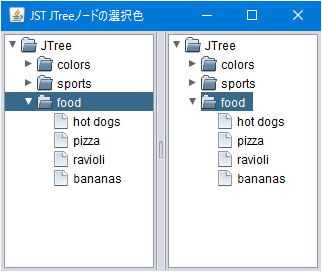 JST JTreeノードの選択色
JTree
colors
sports
food
hot dogs
pizza
ravioli
bananas
JTree
colors
sports
food
hot dogs
pizza
ravioli
bananas